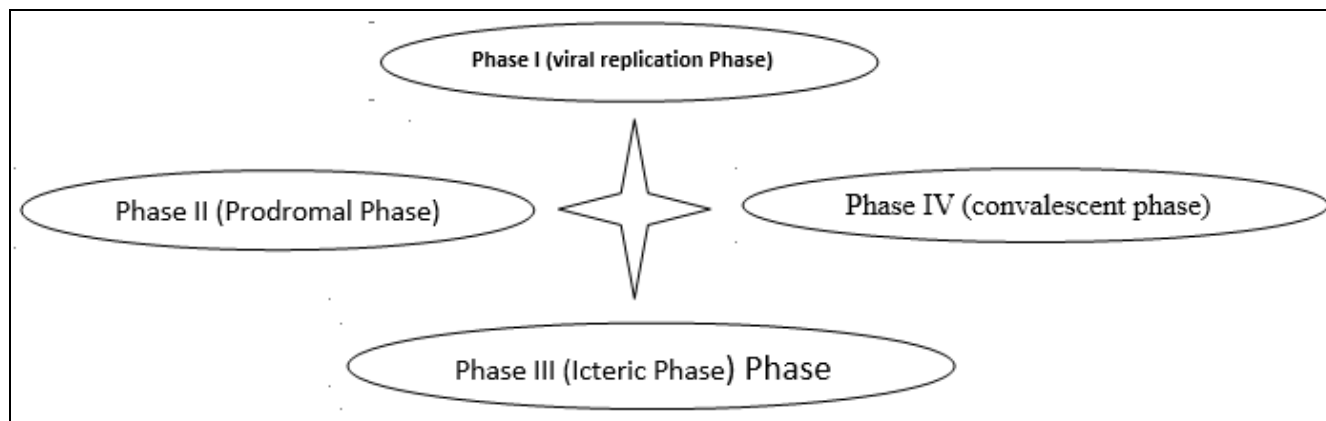 Phase I (viral replication Phase)
Phase II (Prodromal Phase)
Phase IV (convalescent phase)
Phase III (Icteric Phase) Phase